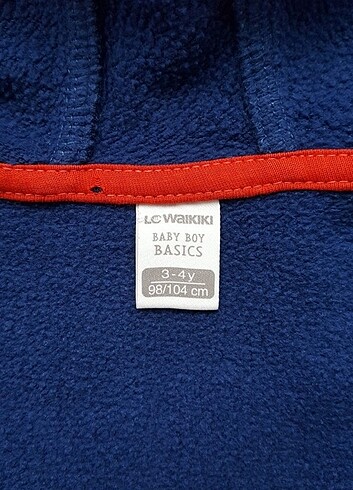 LC WAIKIKI
BABY BOY
BASICS
3-4y
98/104 cm